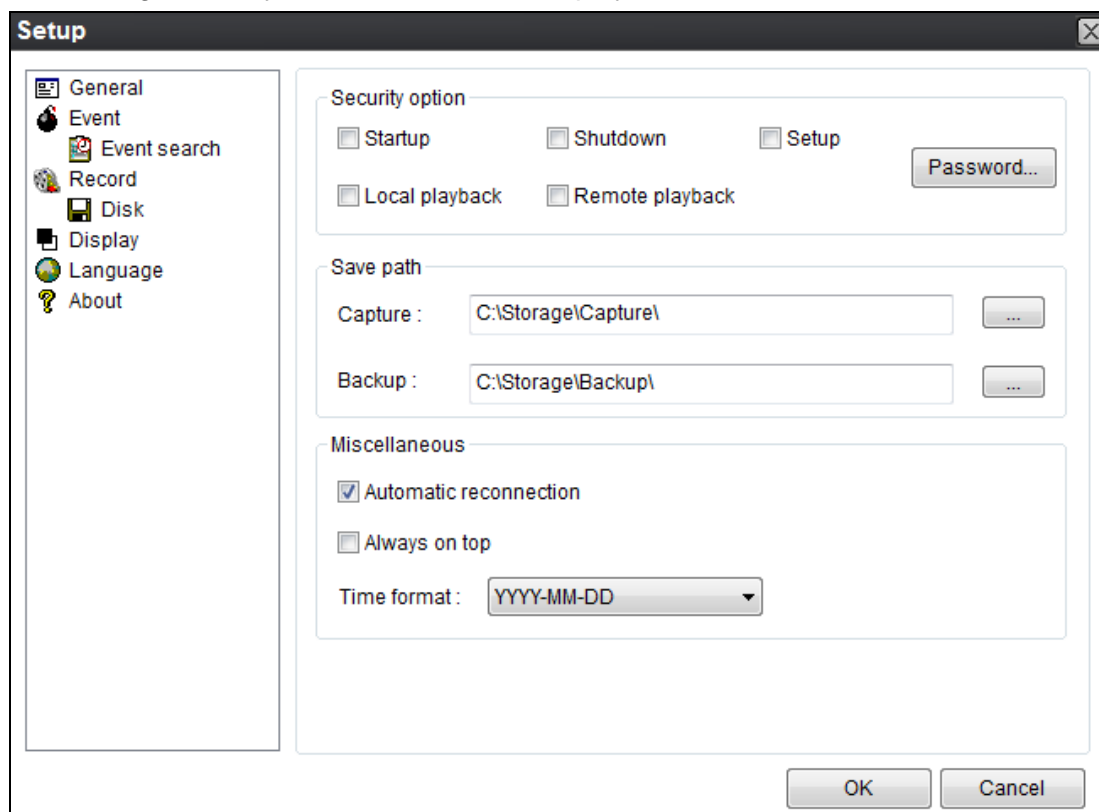 Setup
General
Event
Event search
Record
Disk
Display
Language
About
Security option
Startup
Shutdown
Setup
Password...
Local playback
Remote playback
Save path
Capture :
C:\Storage\Capture\
...
Backup :
C:\Storage\Backup\
...
Miscellaneous
Automatic reconnection
Always on top
Time format :
YYYY-MM-DD
OK
Cancel